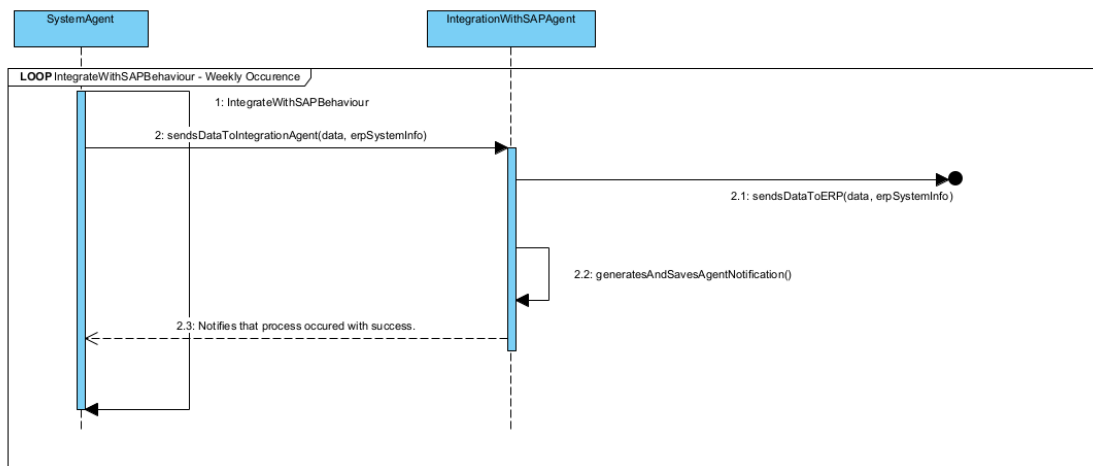 SystemAgent
IntegrationWithSAPAgent
LOOP IntegrateWithSAPBehaviour - Weekly Occurence
1: IntegrateWithSAPBehaviour
2: sendsDataToIntegrationAgent(data, erpSystemInfo)
2.1: sendsDataToERP(data, erpSystemInfo)
2.2: generatesAndSavesAgentNotification()
2.3: Notifies that process occured with success.